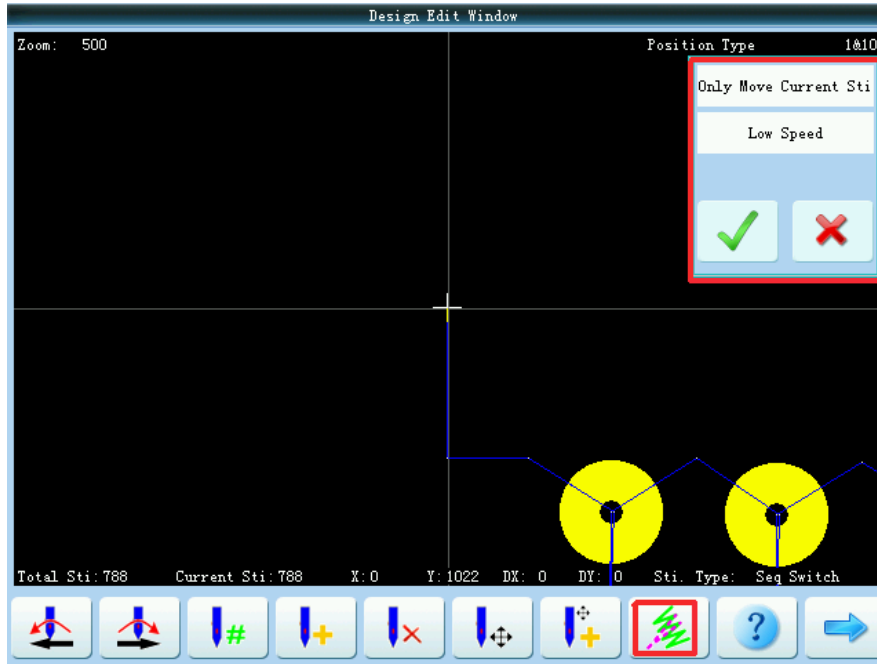 Design Edit Window
Zoom: 500 Position Type 1&10
Only Move Current Sti
Low Speed
Total Sti:788 Current Sti:788 X:0 Y:1022 DX: 0 DY: 0 Sti. Type: Seq Switch
#
?